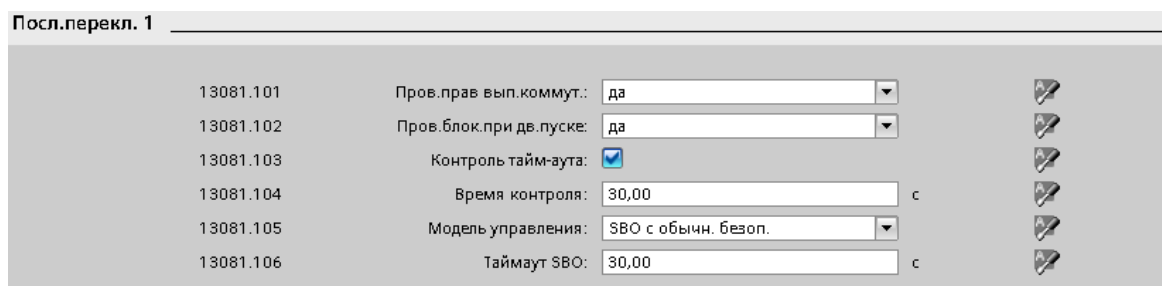 Посл.перекл. 1
13081.101 Пров.прав вып.коммут.: да
13081.102 Пров.блок.при дв.пуске: да
13081.103 Контроль тайм-аута:
13081.104 Время контроля: 30,00 с
13081.105 Модель управления: SBO с обычн. безоп.
13081.106 Таймаут SBO: 30,00 с